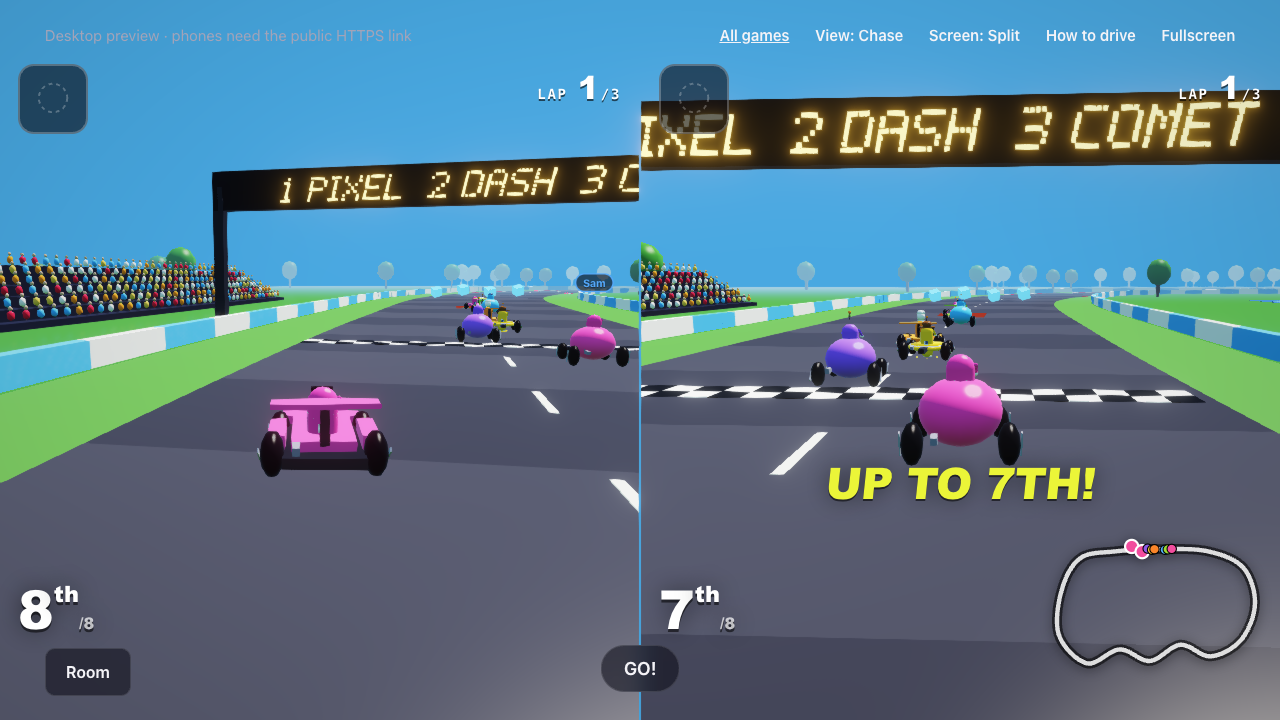 Desktop preview · phones need the public HTTPS link
All games
View: Chase
Screen: Split
How to drive
Fullscreen
LAP 1/3
LAP 1/3
1 PIXEL 2 DASH 3 C
IXEL 2 DASH 3 COMET
Sam
UP TO 7TH!
8th /8
7th /8
Room
GO!